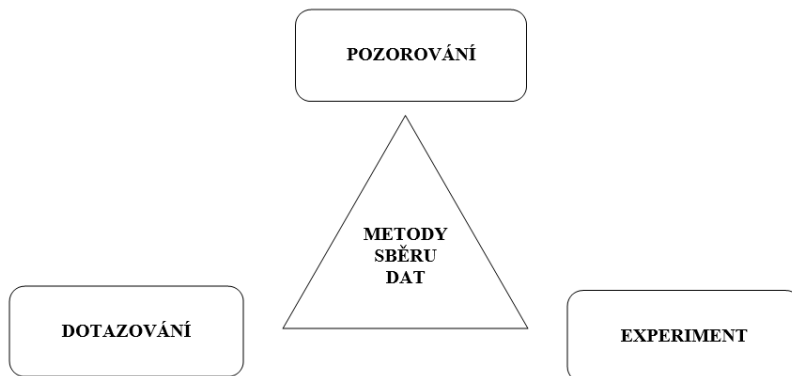 POZOROVÁNÍ
METODY
SBĚRU
DAT
DOTAZOVÁNÍ
EXPERIMENT